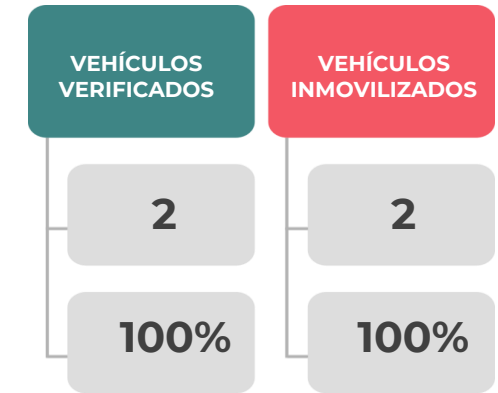 VEHÍCULOS
VERIFICADOS
2
100%
VEHÍCULOS
INMOVILIZADOS
2
100%